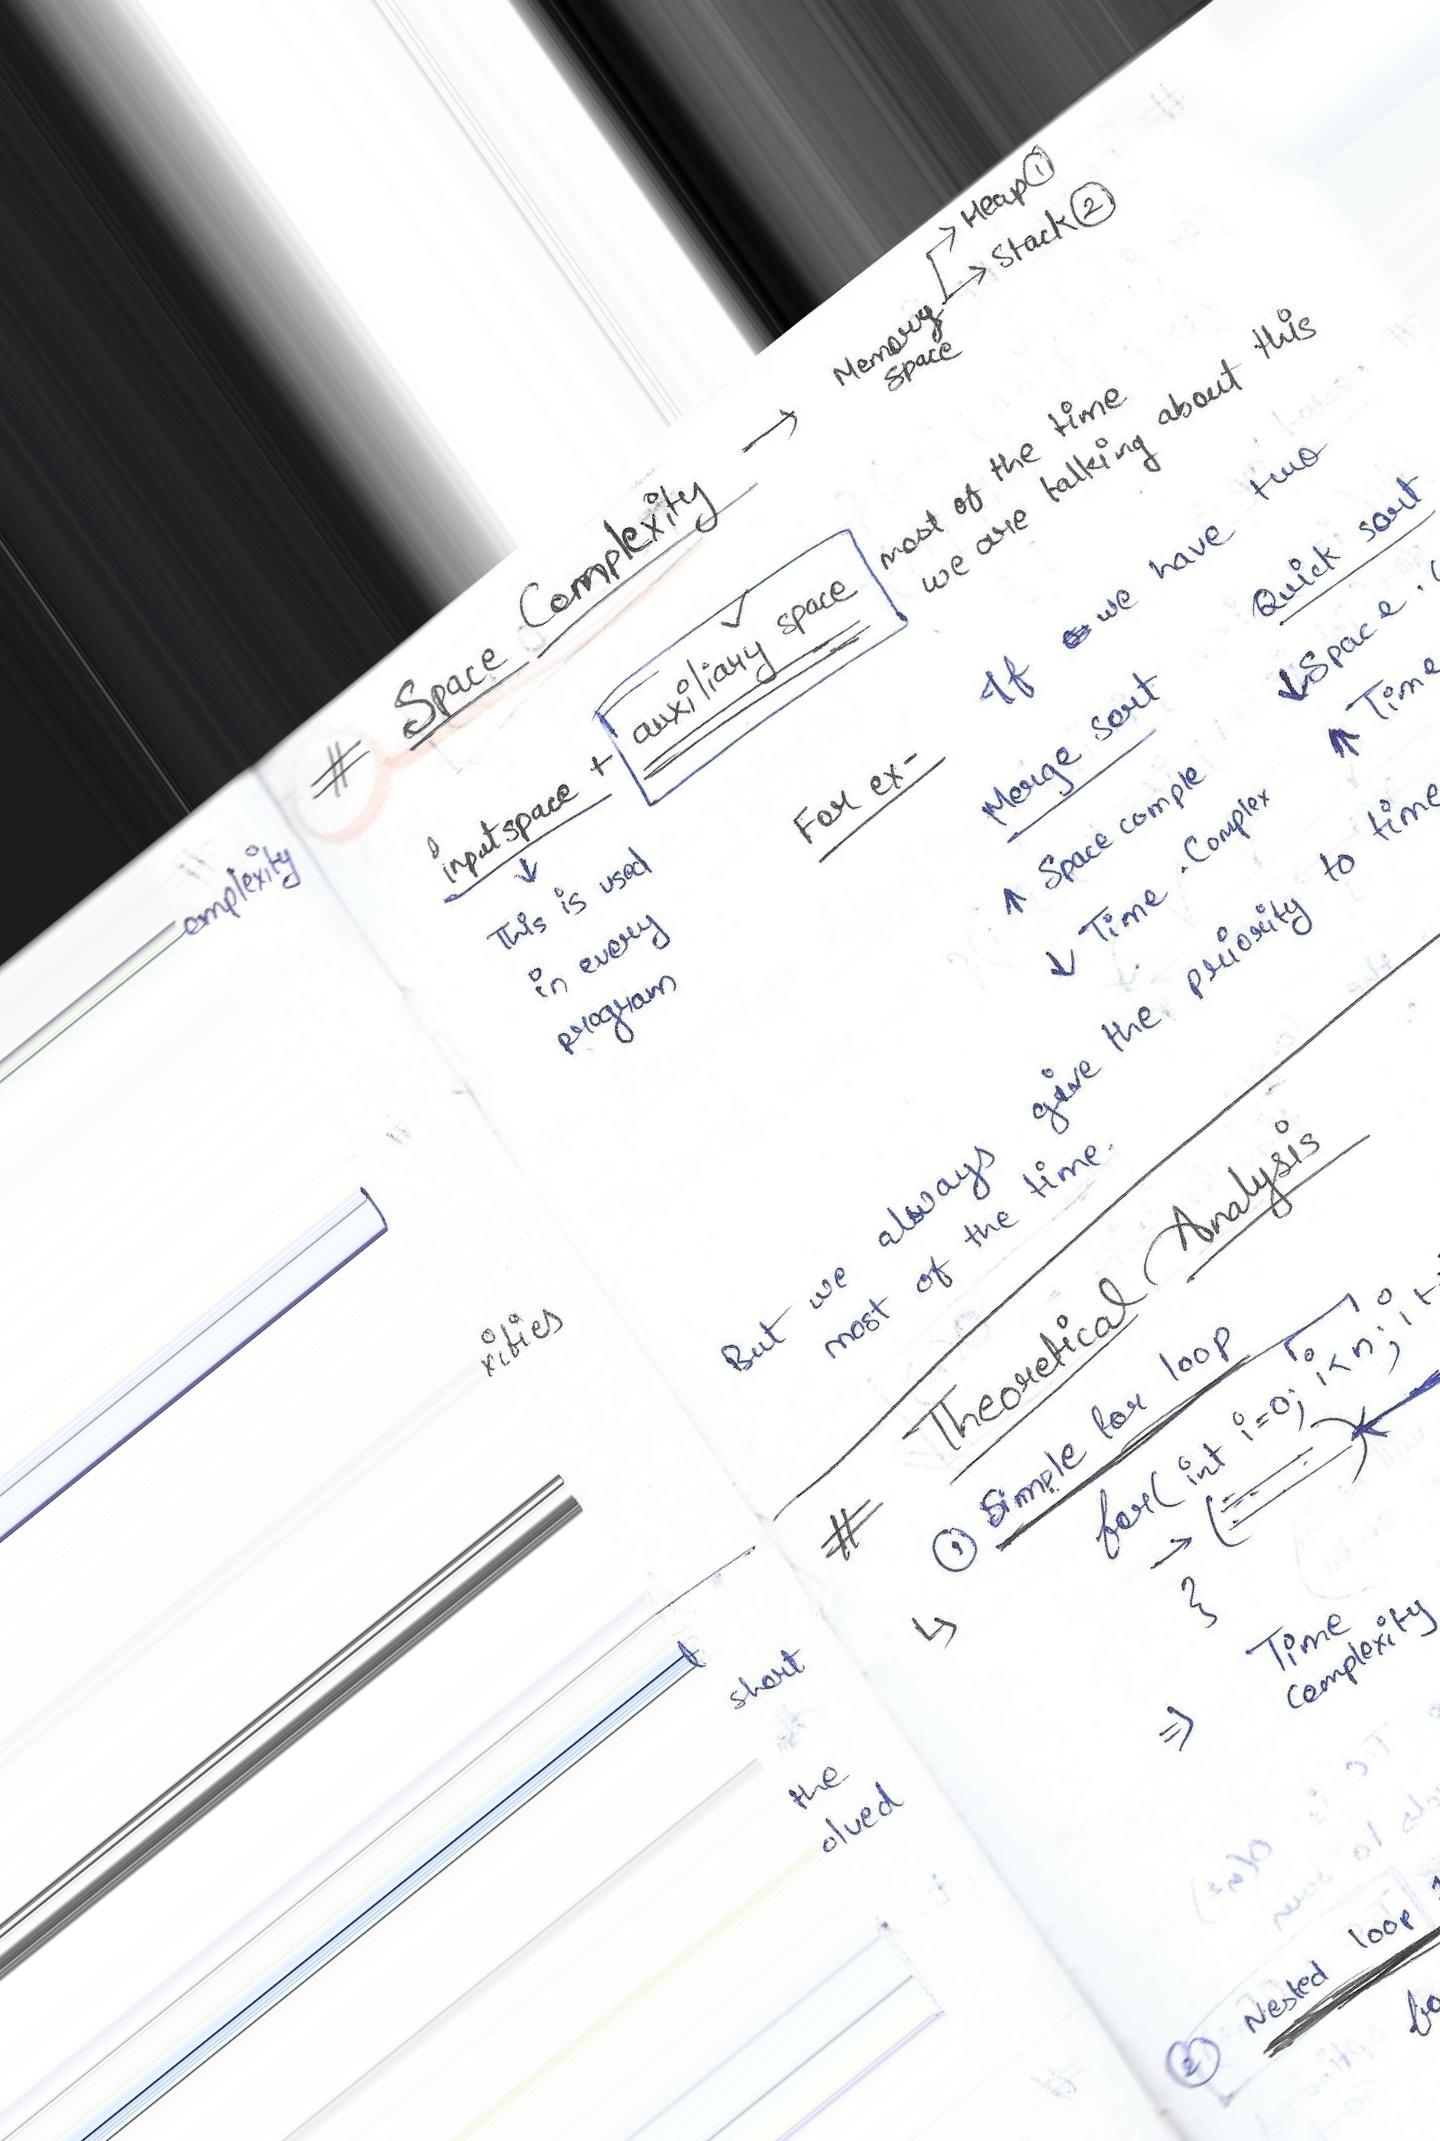 # Space Complexity →
Memory space
→ Heap ①
→ Stack ②
input space + auxiliary space ✓
most of the time
we are talking about this
↓
This is used
in every
program
For ex-
If we have two
Merge sort
↑ Space comple
↓ Time . Complex
Quick sort
↓ Space .
↑ Time
But we always give the priority to time
most of the time.
# Theoretical Analysis
① Simple for loop
↳ for( int i=0; i<n; i+
→
}
⇒ Time
complexity
② Nested loop
fo
omplexity
xities
short
the
olved